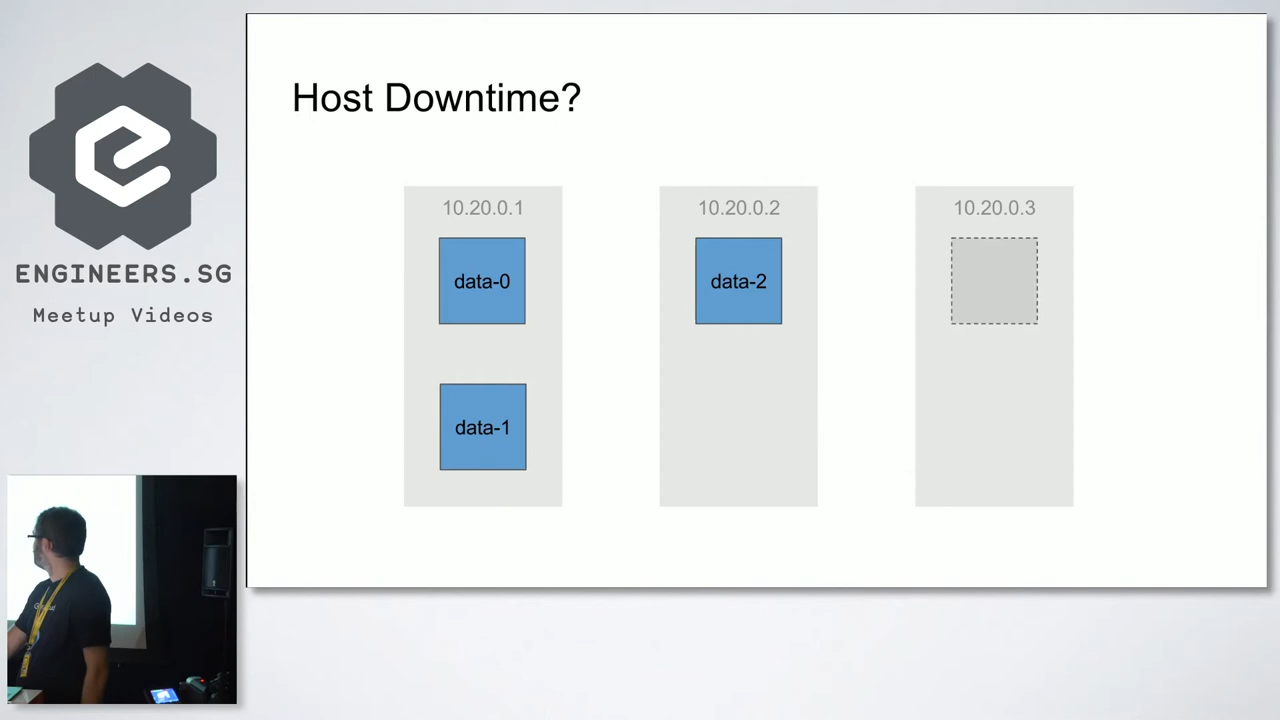 Host Downtime?
10.20.0.1
10.20.0.2
10.20.0.3
data-0
data-2
data-1
ENGINEERS.SG
Meetup Videos